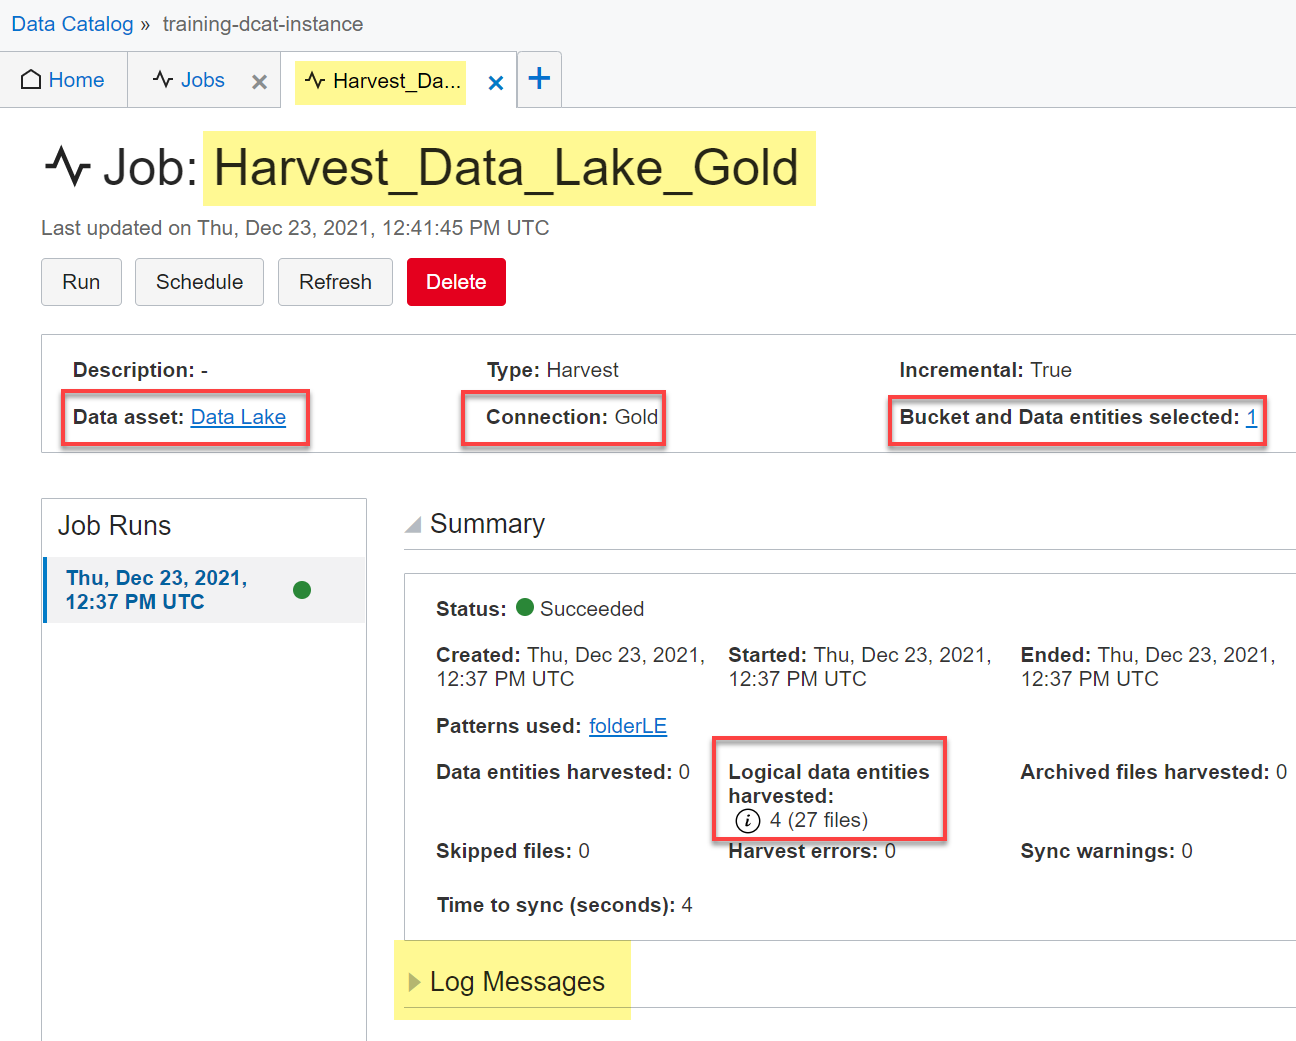 Data Catalog » training-dcat-instance
Home Jobs Harvest_Da...
Job: Harvest_Data_Lake_Gold
Last updated on Thu, Dec 23, 2021, 12:41:45 PM UTC
Run Schedule Refresh Delete
Description: - Type: Harvest Incremental: True
Data asset: Data Lake Connection: Gold Bucket and Data entities selected: 1
Job Runs
Thu, Dec 23, 2021,
12:37 PM UTC
Summary
Status: Succeeded
Created: Thu, Dec 23, 2021,
12:37 PM UTC
Started: Thu, Dec 23, 2021,
12:37 PM UTC
Ended: Thu, Dec 23, 2021,
12:37 PM UTC
Patterns used: folderLE
Data entities harvested: 0
Logical data entities
harvested:
i 4 (27 files)
Archived files harvested: 0
Skipped files: 0 Harvest errors: 0 Sync warnings: 0
Time to sync (seconds): 4
Log Messages